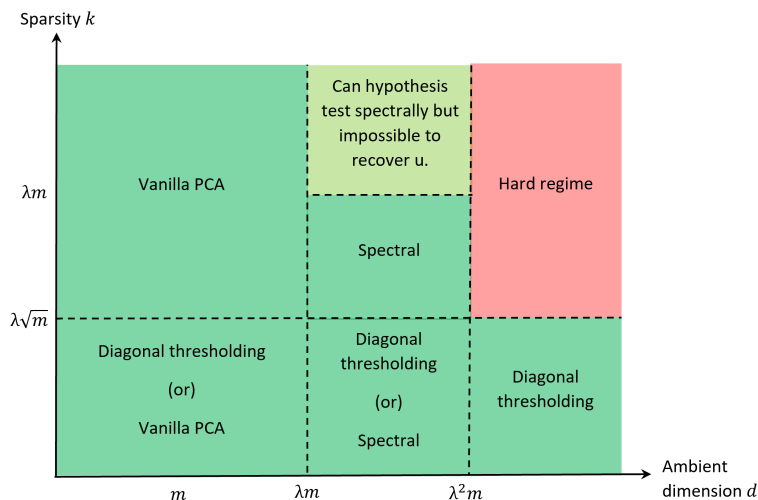 Sparsity k
Can hypothesis
test spectrally but
impossible to
recover u.
Vanilla PCA
Hard regime
λm
Spectral
λ√m
Diagonal thresholding
(or)
Vanilla PCA
Diagonal
thresholding
(or)
Spectral
Diagonal
thresholding
m
λm
λ²m
Ambient
dimension d